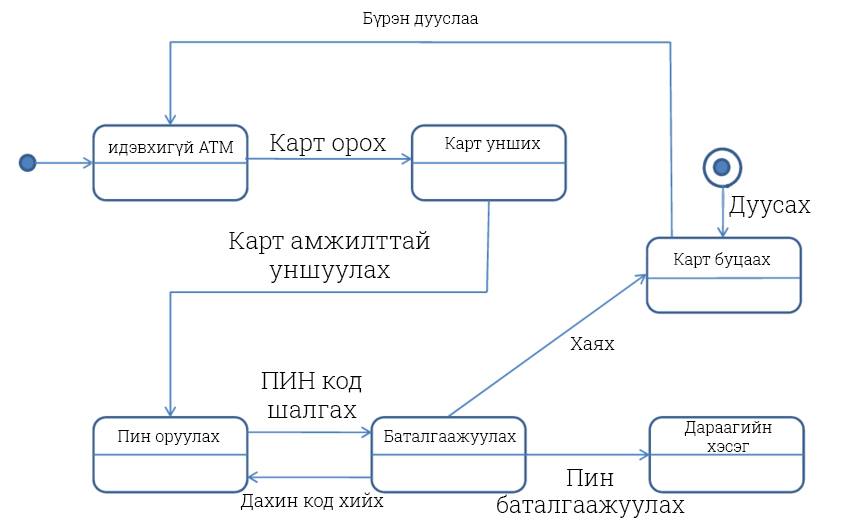 Бүрэн дууслаа
идэвхигүй АТМ
Карт орох
Карт унших
Дуусах
Карт амжилттай
уншуулах
Карт буцаах
Хаях
ПИН код
шалгах
Пин оруулах
Баталгаажуулах
Дараагийн
хэсэг
Дахин код хийх
Пин
баталгаажуулах